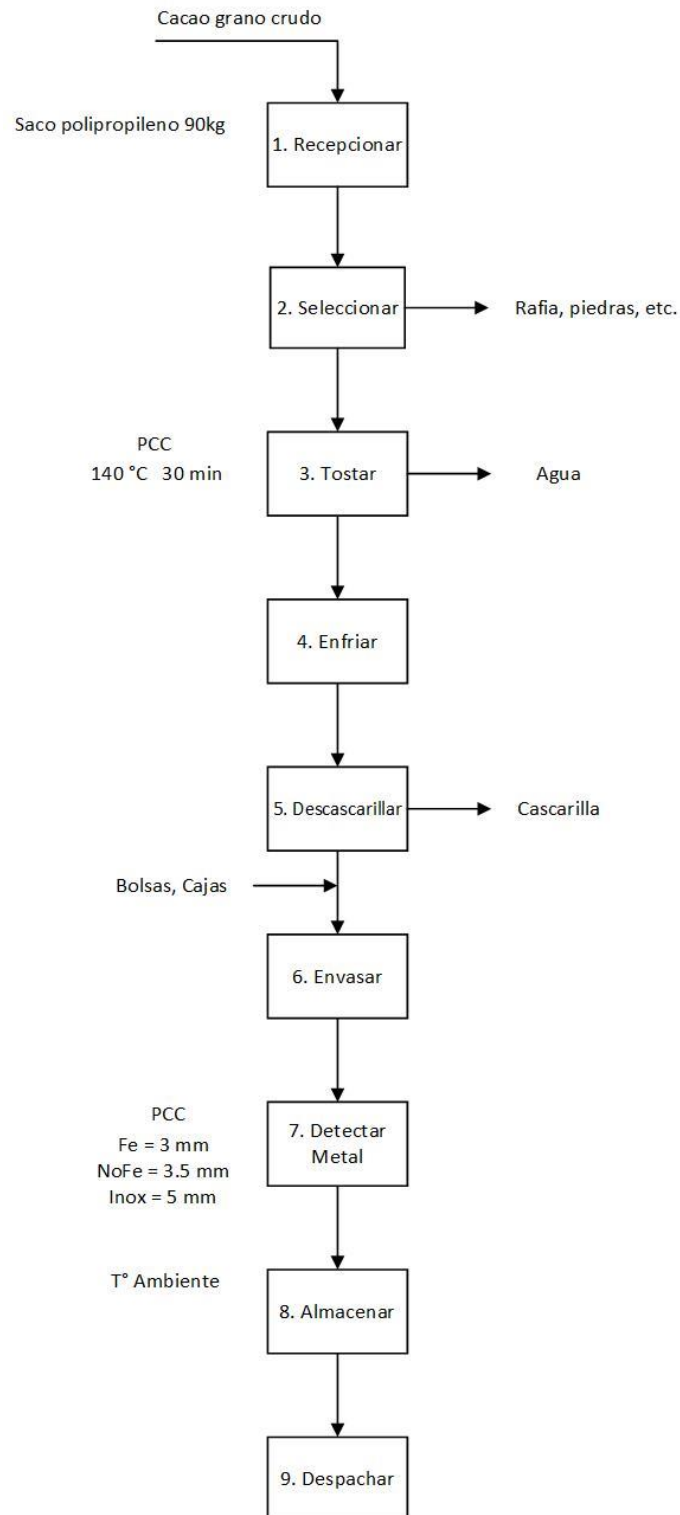 Cacao grano crudo
Saco polipropileno 90kg
1. Recepcionar
2. Seleccionar
Rafia, piedras, etc.
PCC
140 °C 30 min
3. Tostar
Agua
4. Enfriar
5. Descascarillar
Cascarilla
Bolsas, Cajas
6. Envasar
PCC
Fe = 3 mm
NoFe = 3.5 mm
Inox = 5 mm
7. Detectar
Metal
T° Ambiente
8. Almacenar
9. Despachar